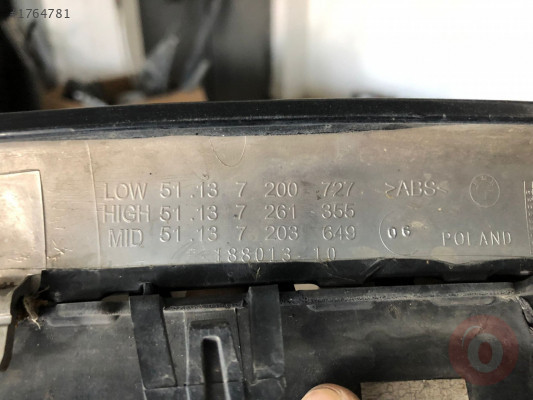 #1764781
LOW 51.13 7 200 727 >ABS<
HIGH 51.13 7 261 355
MID 51.13 7 203 649 06 POLAND
188013-10